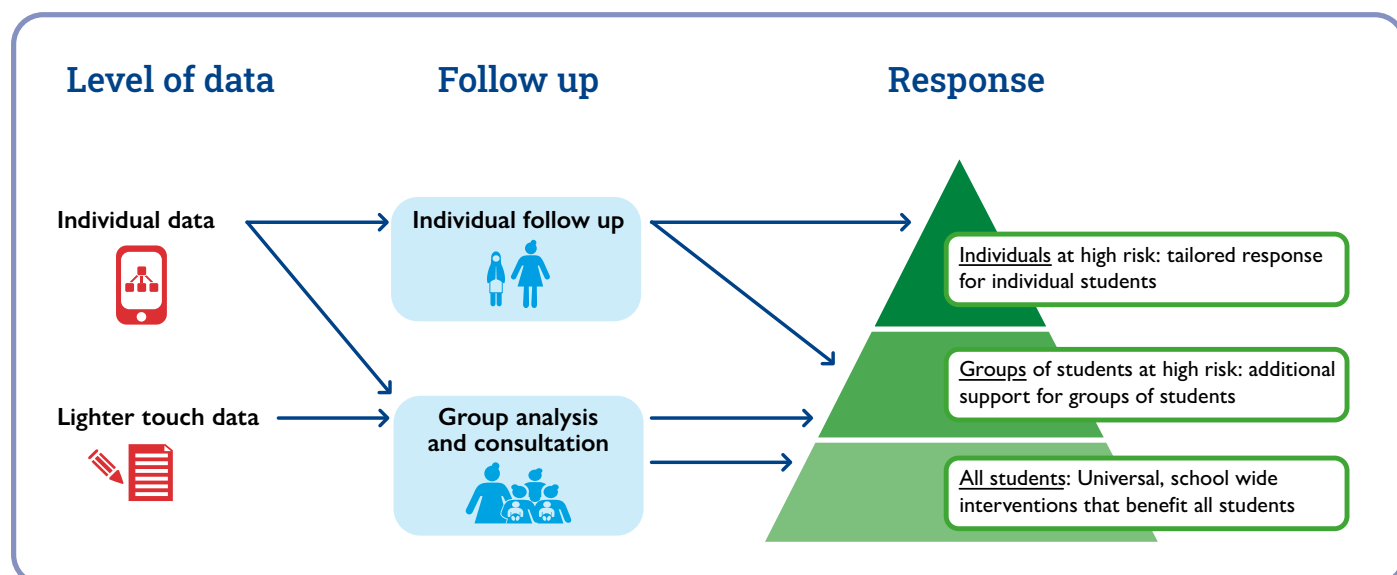 Level of data
Follow up
Response
Individual data
Individual follow up
Individuals at high risk: tailored response
for individual students
Groups of students at high risk: additional
support for groups of students
Lighter touch data
Group analysis
and consultation
All students: Universal, school wide
interventions that benefit all students